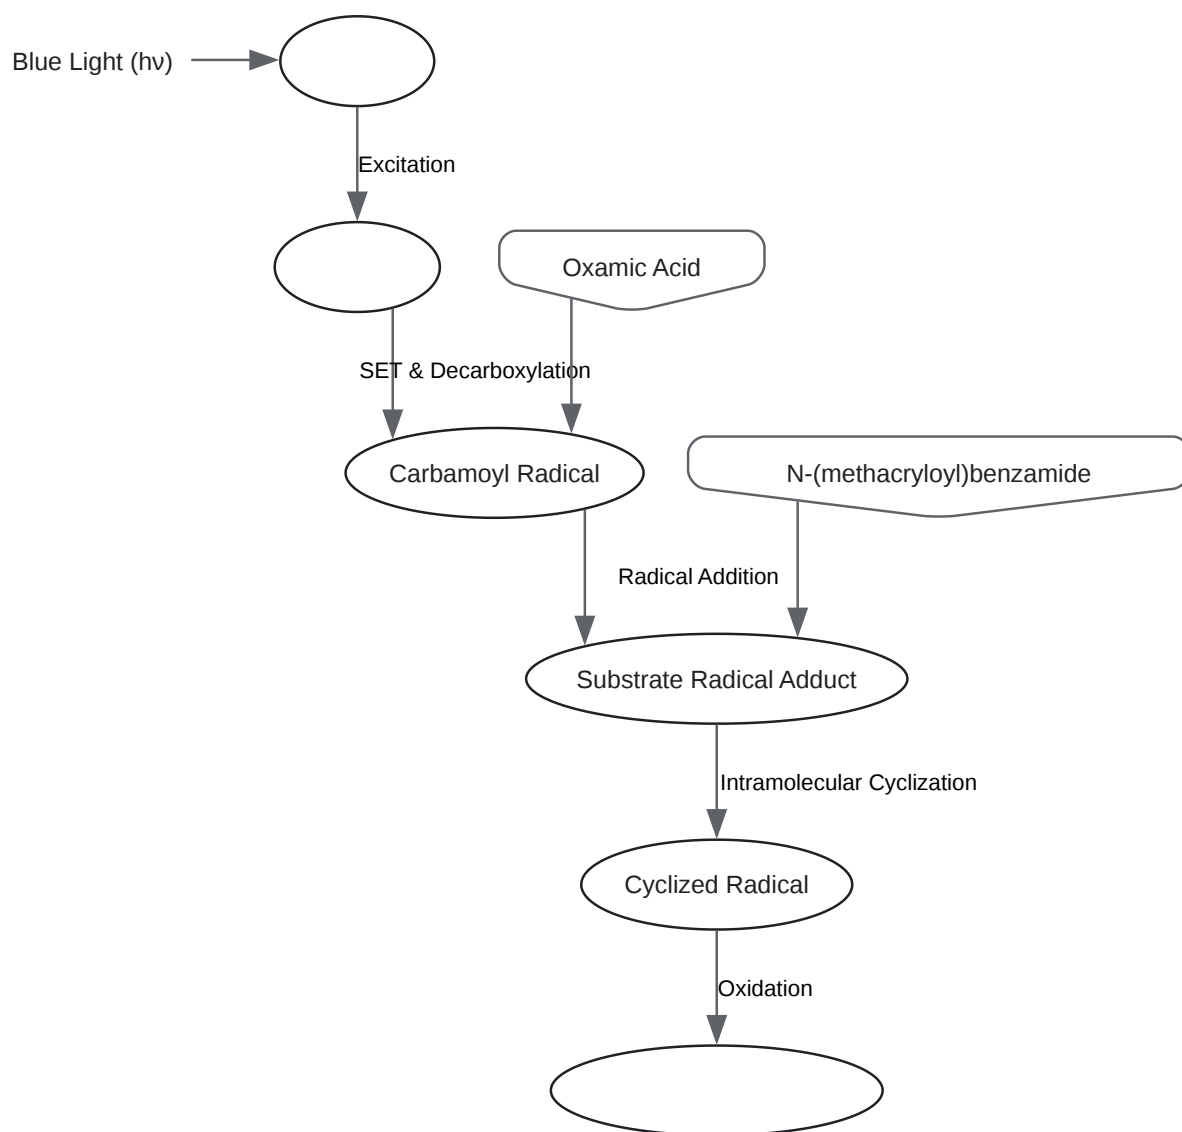 Blue Light (hν)
Excitation
Oxamic Acid
SET & Decarboxylation
Carbamoyl Radical
N-(methacryloyl)benzamide
Radical Addition
Substrate Radical Adduct
Intramolecular Cyclization
Cyclized Radical
Oxidation